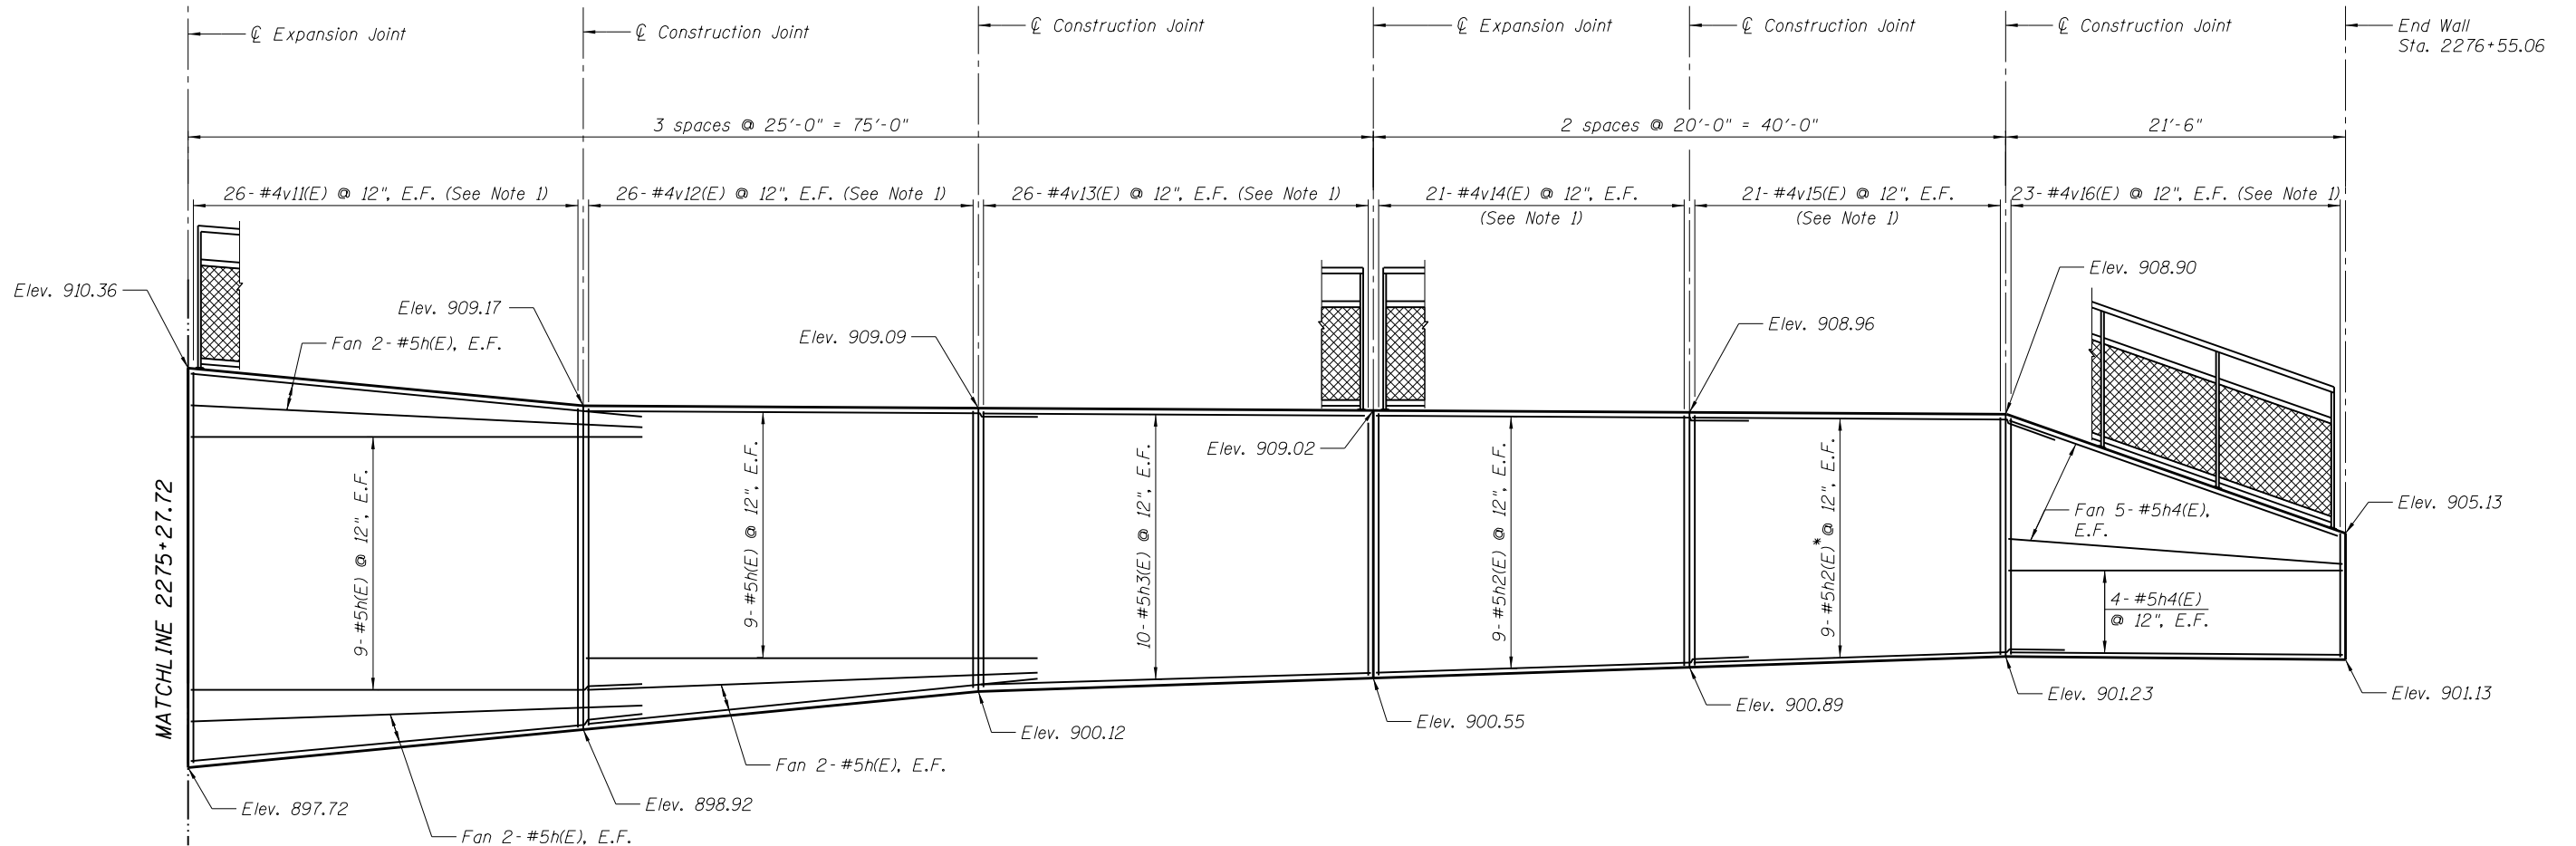 ℄ Expansion Joint
℄ Construction Joint
℄ Construction Joint
℄ Expansion Joint
℄ Construction Joint
℄ Construction Joint
End Wall
Sta. 2276+55.06
3 spaces @ 25'-0" = 75'-0"
2 spaces @ 20'-0" = 40'-0"
21'-6"
26-#4v11(E) @ 12", E.F. (See Note 1)
26-#4v12(E) @ 12", E.F. (See Note 1)
26-#4v13(E) @ 12", E.F. (See Note 1)
21-#4v14(E) @ 12", E.F.
(See Note 1)
21-#4v15(E) @ 12", E.F.
(See Note 1)
23-#4v16(E) @ 12", E.F. (See Note 1)
Elev. 910.36
Elev. 909.17
Fan 2-#5h(E), E.F.
Elev. 909.09
Elev. 909.02
Elev. 908.96
Elev. 908.90
Elev. 905.13
MATCHLINE 2275+27.72
9-#5h(E) @ 12", E.F.
9-#5h(E) @ 12", E.F.
10-#5h3(E) @ 12", E.F.
9-#5h2(E) @ 12", E.F.
9-#5h2(E)* @ 12", E.F.
Fan 5-#5h4(E),
E.F.
4-#5h4(E)
@ 12", E.F.
Elev. 897.72
Fan 2-#5h(E), E.F.
Elev. 898.92
Fan 2-#5h(E), E.F.
Elev. 900.12
Elev. 900.55
Elev. 900.89
Elev. 901.23
Elev. 901.13